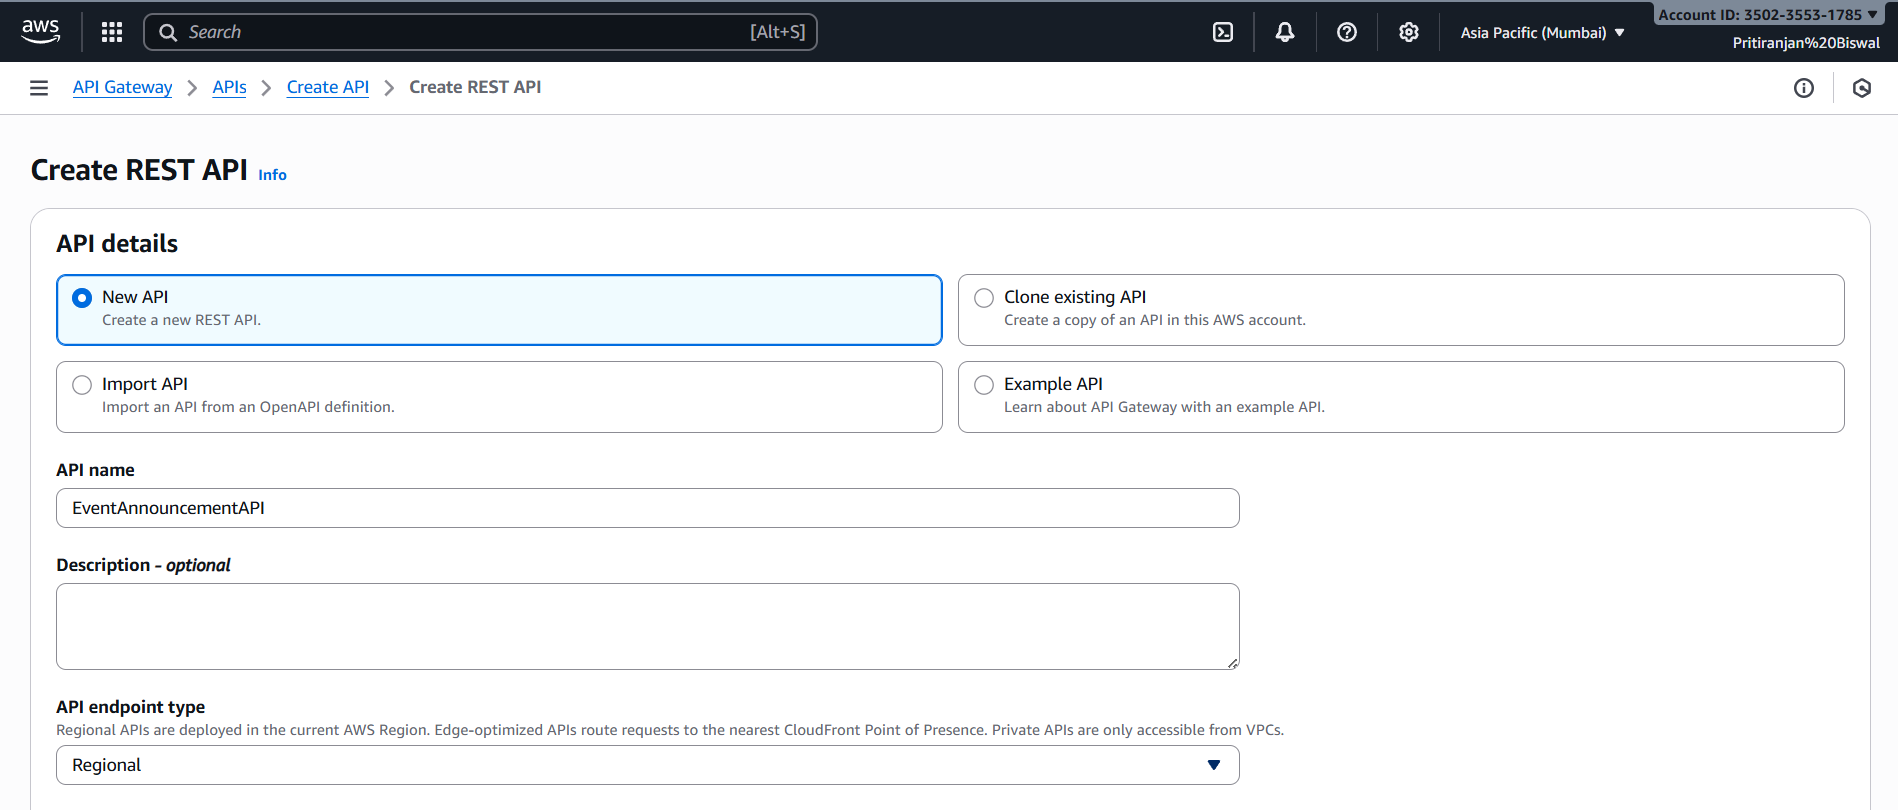 aws
Search [Alt+S]
Asia Pacific (Mumbai) ▼
Account ID: 3502-3553-1785 ▼
Pritiranjan%20Biswal
API Gateway > APIs > Create API > Create REST API
Create REST API Info
API details
New API
Create a new REST API.
Clone existing API
Create a copy of an API in this AWS account.
Import API
Import an API from an OpenAPI definition.
Example API
Learn about API Gateway with an example API.
API name
EventAnnouncementAPI
Description - optional
API endpoint type
Regional APIs are deployed in the current AWS Region. Edge-optimized APIs route requests to the nearest CloudFront Point of Presence. Private APIs are only accessible from VPCs.
Regional